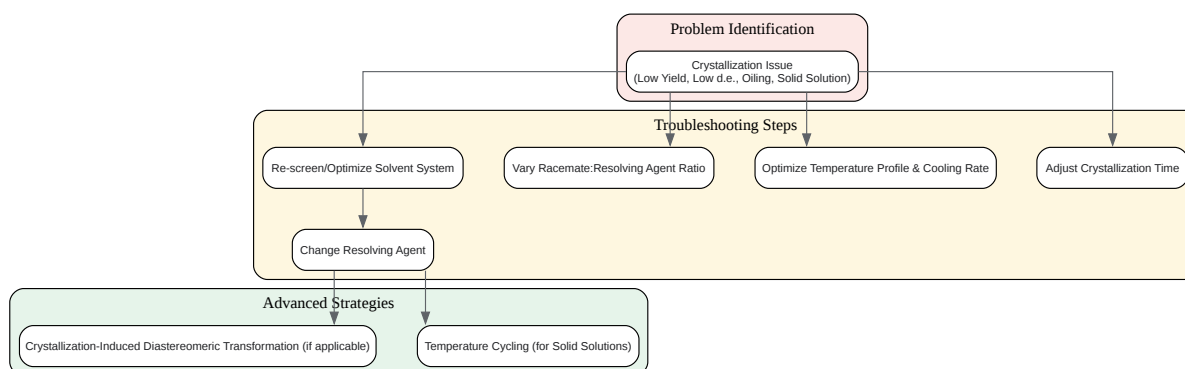 Problem Identification
Crystallization Issue
(Low Yield, Low d.e., Oiling, Solid Solution)
Troubleshooting Steps
Re-screen/Optimize Solvent System
Vary Racemate:Resolving Agent Ratio
Optimize Temperature Profile & Cooling Rate
Adjust Crystallization Time
Change Resolving Agent
Advanced Strategies
Crystallization-Induced Diastereomeric Transformation (if applicable)
Temperature Cycling (for Solid Solutions)